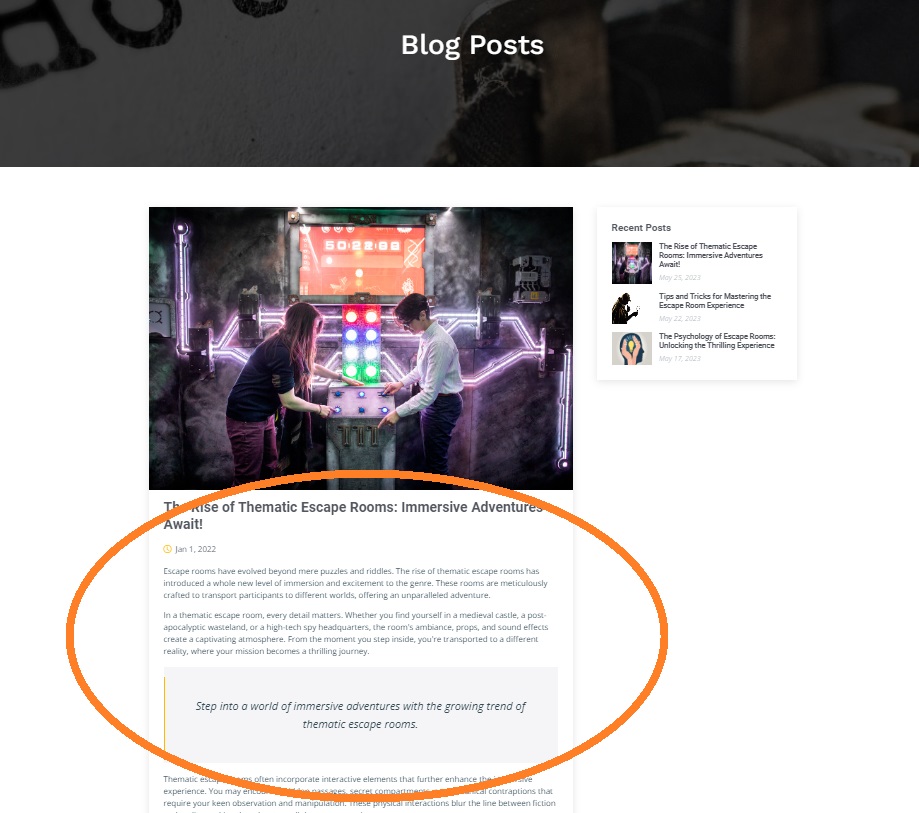 Blog Posts
50:22:99
Recent Posts
The Rise of Thematic Escape
Rooms: Immersive Adventures
Await!
May 25, 2023
Tips and Tricks for Mastering the
Escape Room Experience
May 22, 2023
The Psychology of Escape Rooms:
Unlocking the Thrilling Experience
May 17, 2023
The Rise of Thematic Escape Rooms: Immersive Adventures
Await!
Jan 1, 2022
Escape rooms have evolved beyond mere puzzles and riddles. The rise of thematic escape rooms has
introduced a whole new level of immersion and excitement to the genre. These rooms are meticulously
crafted to transport participants to different worlds, offering an unparalleled adventure.
In a thematic escape room, every detail matters. Whether you find yourself in a medieval castle, a post-
apocalyptic wasteland, or a high-tech spy headquarters, the room's ambiance, props, and sound effects
create a captivating atmosphere. From the moment you step inside, you're transported to a different
reality, where your mission becomes a thrilling journey.
Step into a world of immersive adventures with the growing trend of
thematic escape rooms.
Thematic escape rooms often incorporate interactive elements that further enhance the immersive
experience. You may encounter hidden passages, secret compartments, contraptions that
require your keen observation and manipulation. These physical interactions blur the line between fiction